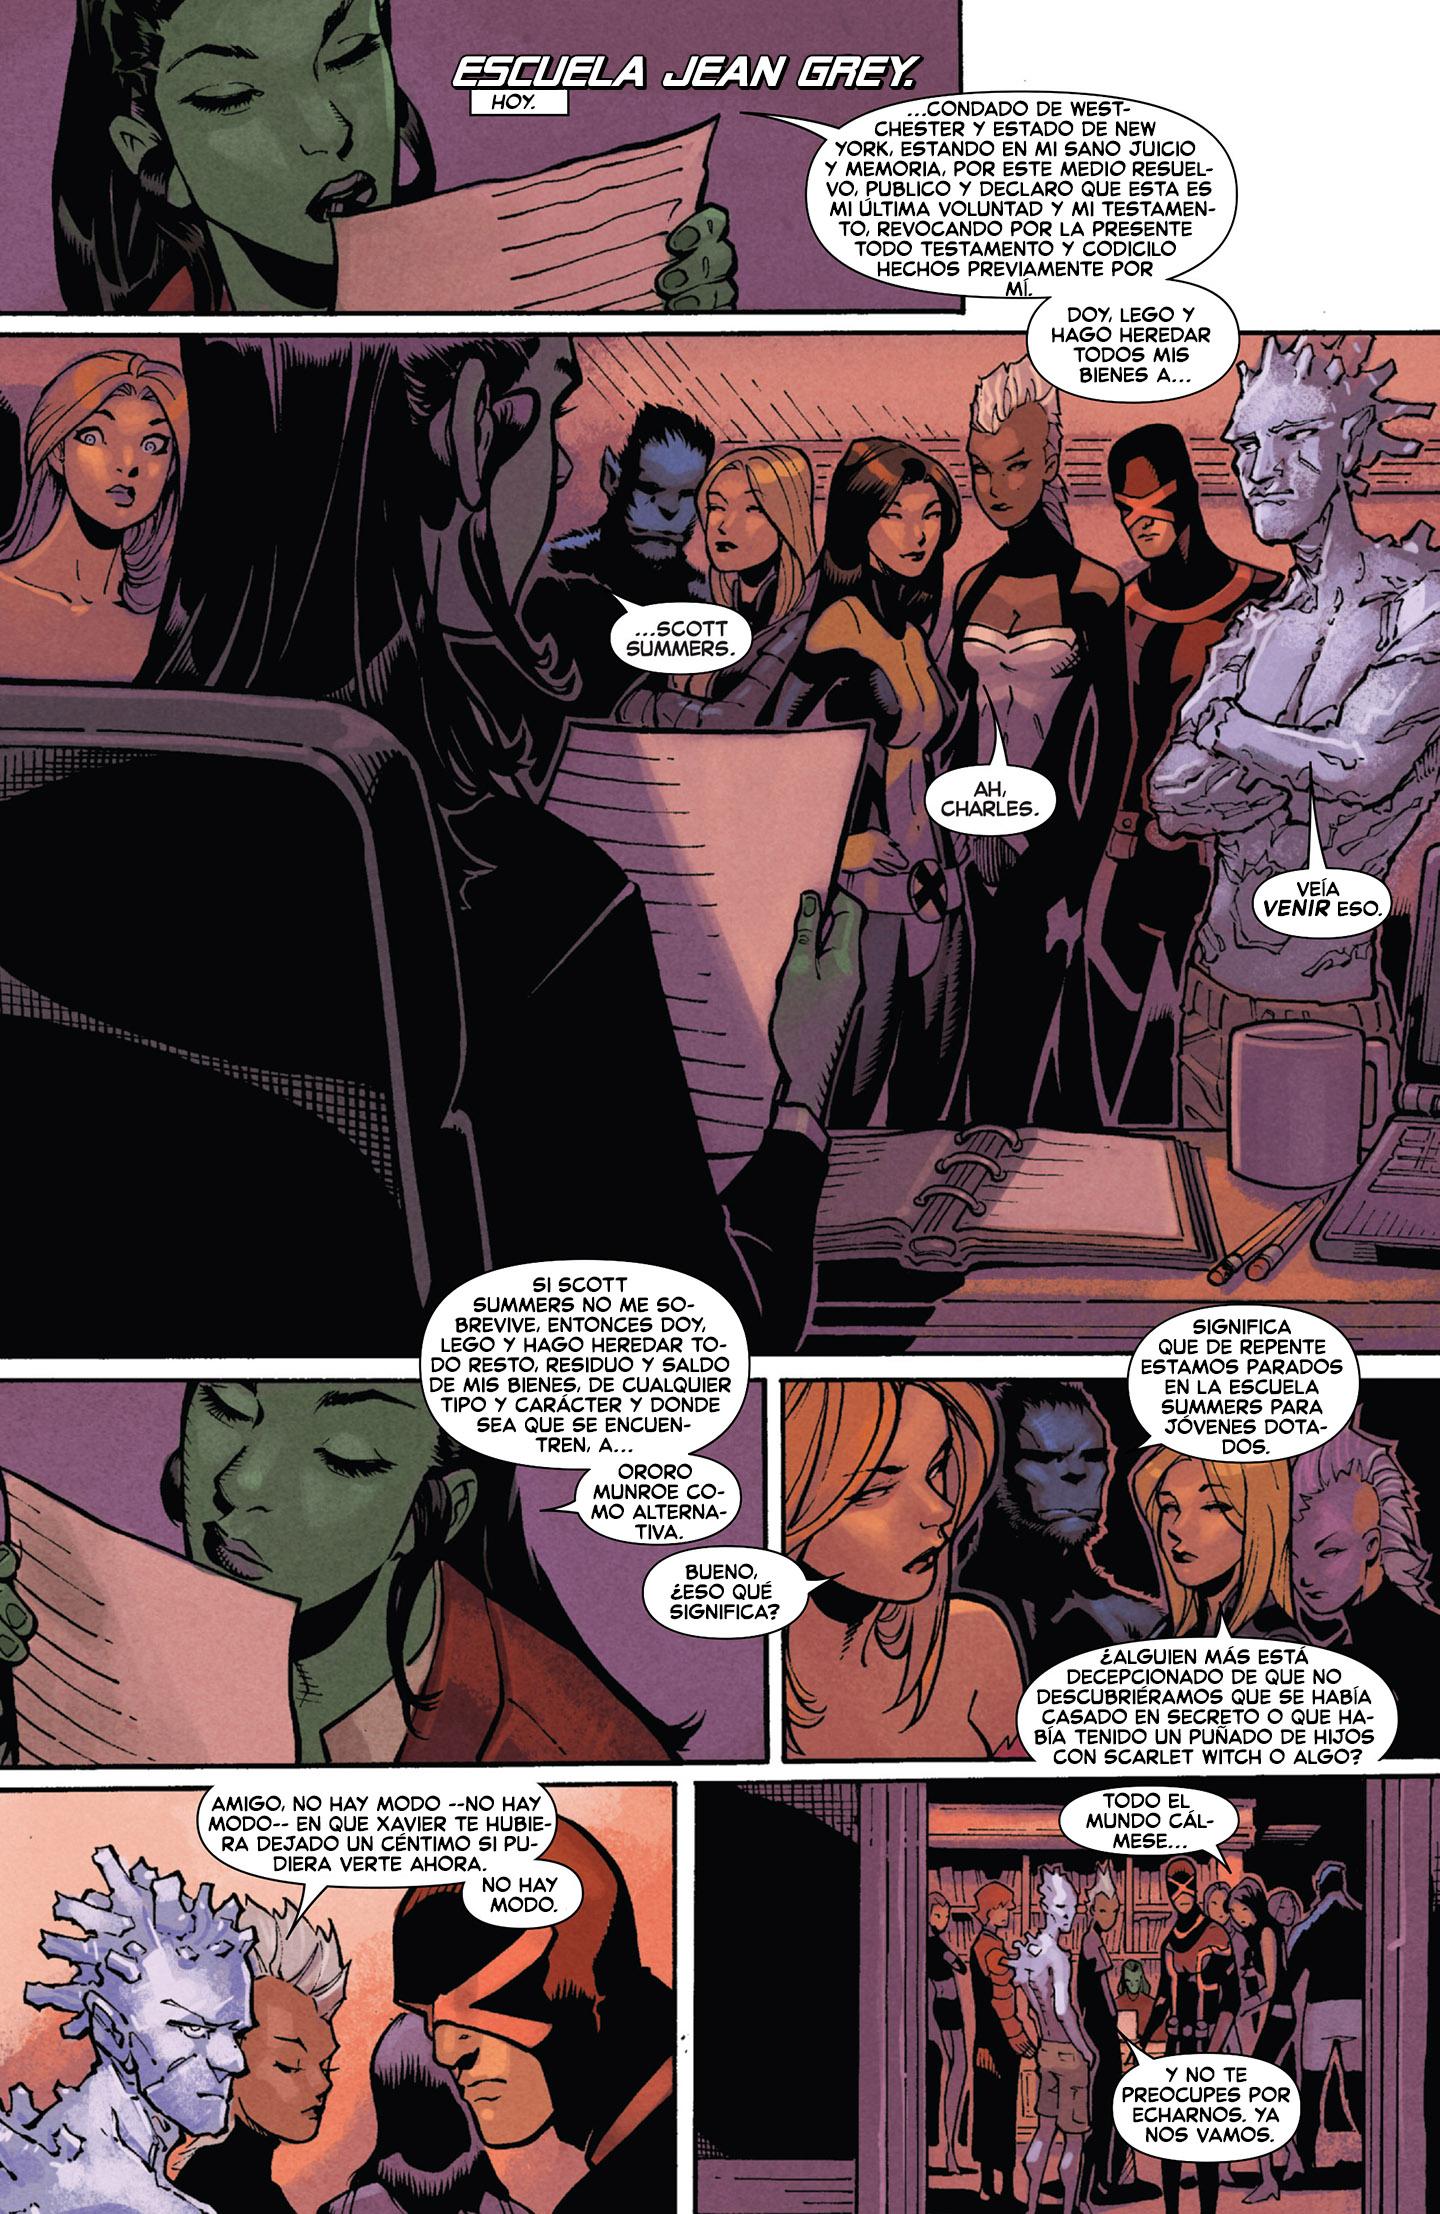 ESCUELA JEAN GREY.
HOY.
...CONDADO DE WEST-
CHESTER Y ESTADO DE NEW
YORK, ESTANDO EN MI SANO JUICIO
Y MEMORIA, POR ESTE MEDIO RESUEL-
VO, PUBLICO Y DECLARO QUE ESTA ES
MI ÚLTIMA VOLUNTAD Y MI TESTAMEN-
TO, REVOCANDO POR LA PRESENTE
TODO TESTAMENTO Y CODICILO
HECHOS PREVIAMENTE POR
MÍ.
DOY, LEGO Y
HAGO HEREDAR
TODOS MIS
BIENES A...
...SCOTT
SUMMERS.
AH,
CHARLES.
VEÍA
VENIR ESO.
SI SCOTT
SUMMERS NO ME SO-
BREVIVE, ENTONCES DOY,
LEGO Y HAGO HEREDAR TO-
DO RESTO, RESIDUO Y SALDO
DE MIS BIENES, DE CUALQUIER
TIPO Y CARÁCTER Y DONDE
SEA QUE SE ENCUEN-
TREN, A...
ORORO
MUNROE CO-
MO ALTERNA-
TIVA.
BUENO,
¿ESO QUÉ
SIGNIFICA?
SIGNIFICA
QUE DE REPENTE
ESTAMOS PARADOS
EN LA ESCUELA
SUMMERS PARA
JÓVENES DOTA-
DOS.
¿ALGUIEN MÁS ESTÁ
DECEPCIONADO DE QUE NO
DESCUBRIÉRAMOS QUE SE HABÍA
CASADO EN SECRETO O QUE HA-
BÍA TENIDO UN PUÑADO DE HIJOS
CON SCARLET WITCH O ALGO?
AMIGO, NO HAY MODO --NO HAY
MODO-- EN QUE XAVIER TE HUBIE-
RA DEJADO UN CÉNTIMO SI PU-
DIERA VERTE AHORA.
NO HAY
MODO.
TODO EL
MUNDO CÁL-
MESE...
Y NO TE
PREOCUPES POR
ECHARNOS. YA
NOS VAMOS.